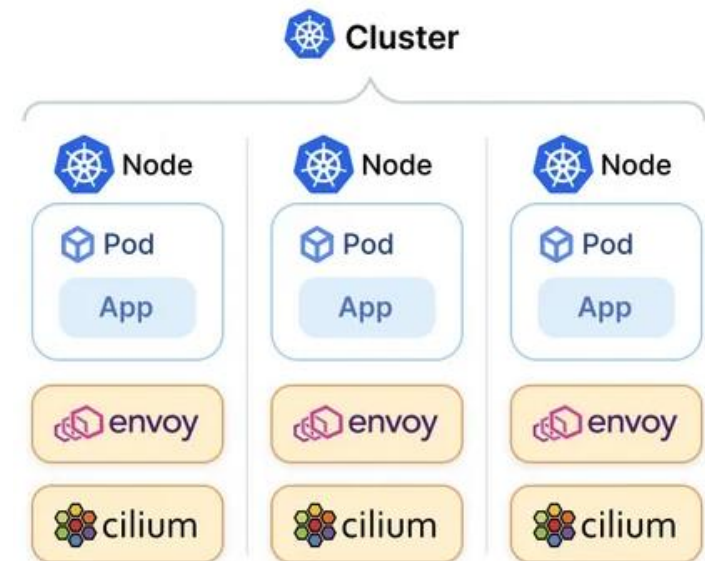 Cluster
Node Node Node
Pod Pod Pod
App App App
envoy envoy envoy
cilium cilium cilium